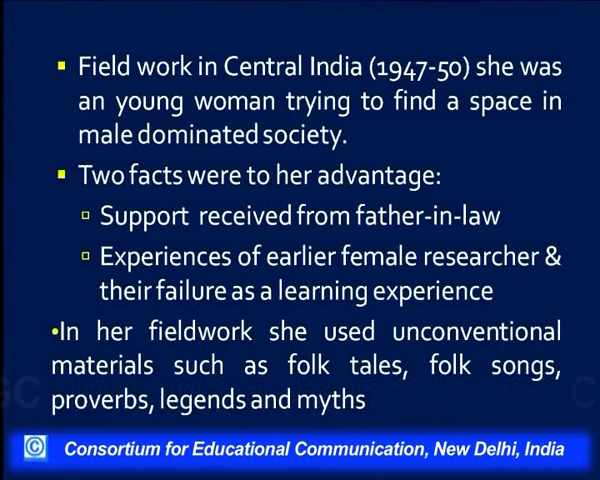 Field work in Central India (1947-50) she was
an young woman trying to find a space in
male dominated society.
Two facts were to her advantage:
Support received from father-in-law
Experiences of earlier female researcher &
their failure as a learning experience
•In her fieldwork she used unconventional
materials such as folk tales, folk songs,
proverbs, legends and myths
© Consortium for Educational Communication, New Delhi, India